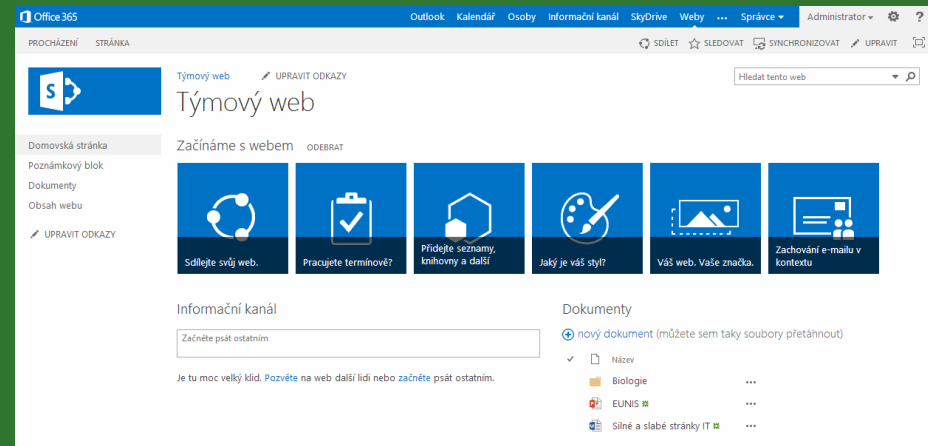 Office 365
Outlook Kalendář Osoby Informační kanál SkyDrive Weby ... Správce Administrator ?
PROCHÁZENÍ STRÁNKA
SDÍLET SLEDOVAT SYNCHRONIZOVAT UPRAVIT
S
Týmový web UPRAVIT ODKAZY
Hledat tento web
Týmový web
Domovská stránka
Poznámkový blok
Dokumenty
Obsah webu
UPRAVIT ODKAZY
Začínáme s webem ODEBRAT
Sdílejte svůj web.
Pracujete termínově?
Přidejte seznamy,
knihovny a další
Jaký je váš styl?
Váš web. Vaše značka.
Zachování e-mailu v
kontextu
Informační kanál
Začněte psát ostatním
Je tu moc velký klid. Pozvěte na web další lidi nebo začněte psát ostatním.
Dokumenty
nový dokument (můžete sem taky soubory přetáhnout)
Název
Biologie ...
EUNIS ...
Silné a slabé stránky IT ...